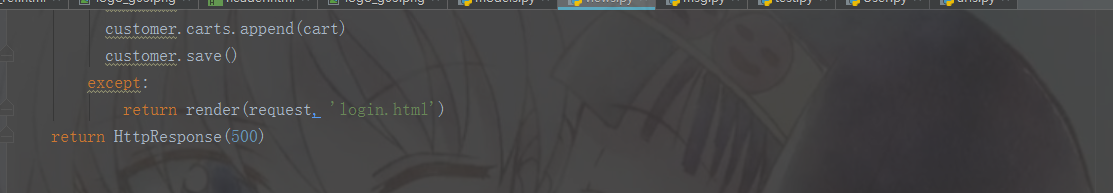 customer.carts.append(cart)
customer.save()
except:
return render(request, 'login.html')
return HttpResponse(500)